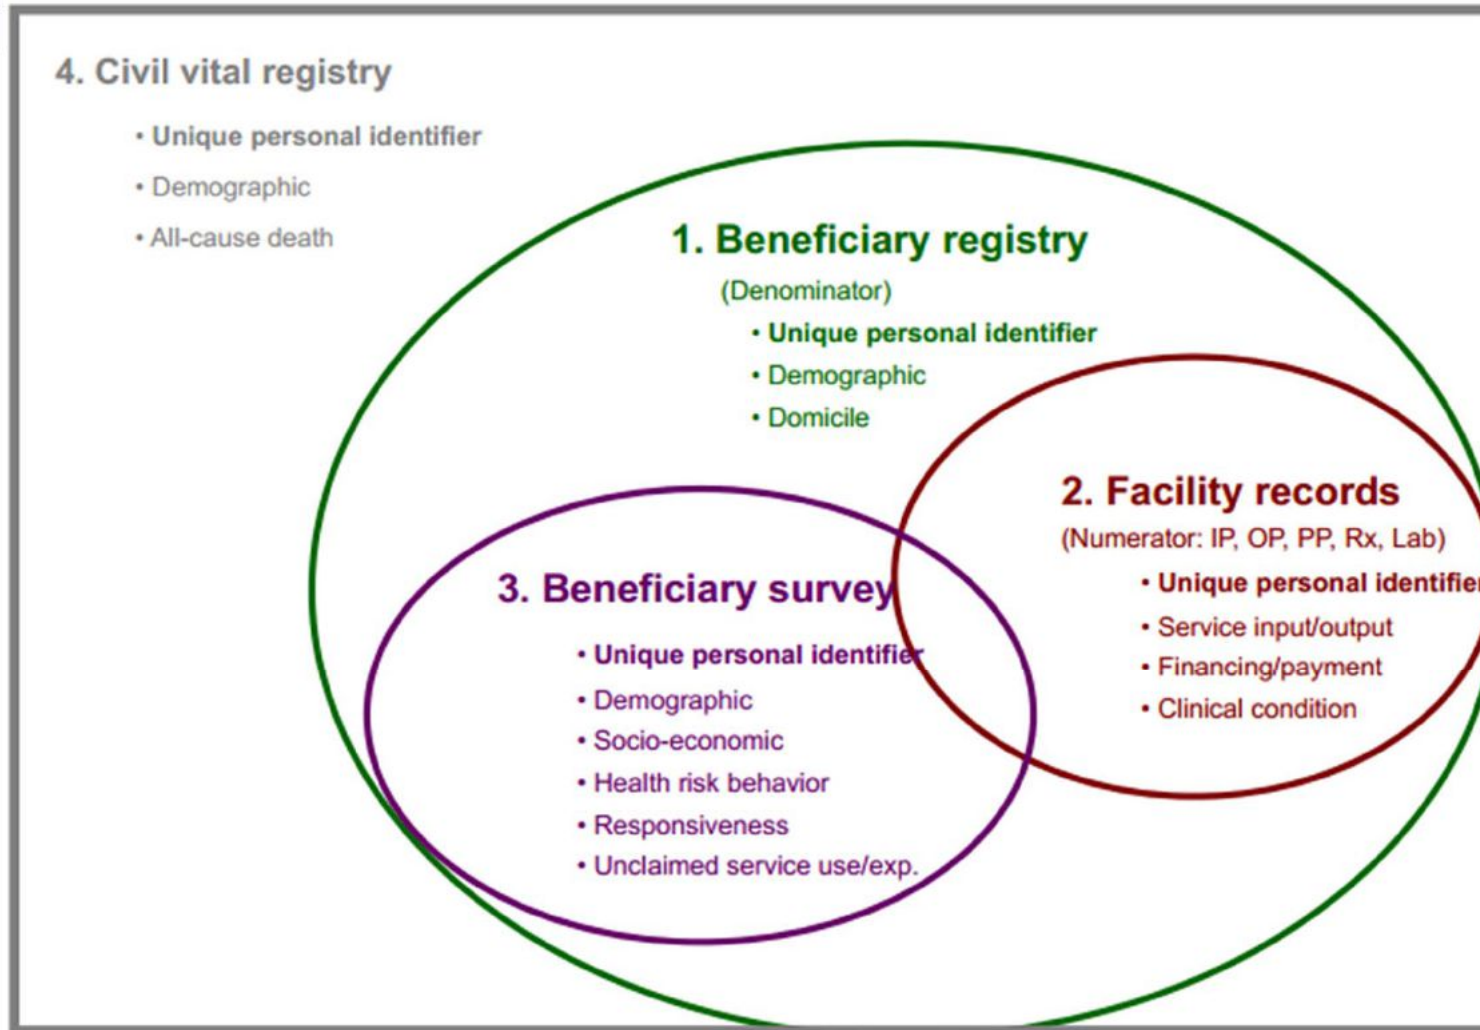 4. Civil vital registry
• Unique personal identifier
• Demographic
• All-cause death
1. Beneficiary registry
(Denominator)
• Unique personal identifier
• Demographic
• Domicile
2. Facility records
(Numerator: IP, OP, PP, Rx, Lab)
• Unique personal identifier
• Service input/output
• Financing/payment
• Clinical condition
3. Beneficiary survey
• Unique personal identifier
• Demographic
• Socio-economic
• Health risk behavior
• Responsiveness
• Unclaimed service use/exp.